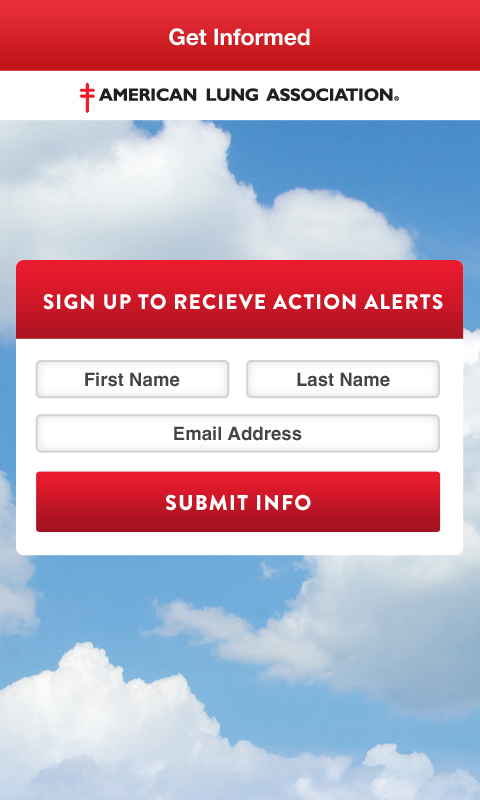 Get Informed
AMERICAN LUNG ASSOCIATION®
SIGN UP TO RECIEVE ACTION ALERTS
First Name Last Name
Email Address
SUBMIT INFO